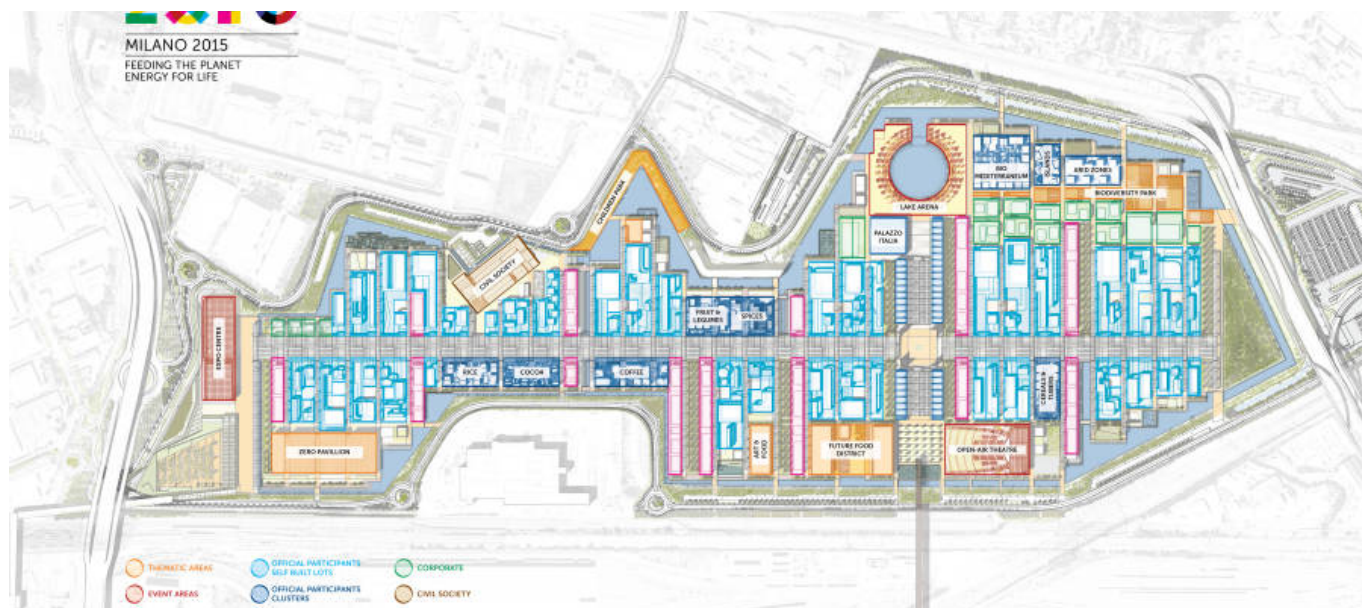 MILANO 2015
FEEDING THE PLANET
ENERGY FOR LIFE
CHILDREN PARK
LAKE ARENA
BIO
MEDITERRANEUM
ISLANDS
ARID ZONES
BIODIVERSITY PARK
PALAZZO
ITALIA
CIVIL SOCIETY
EXPO CENTRE
FRUIT &
LEGUMES
SPICES
RICE
COCOA
COFFEE
CEREALS &
TUBERS
ZERO PAVILLION
ART &
FOOD
FUTURE FOOD
DISTRICT
OPEN-AIR THEATRE
THEMATIC AREAS
OFFICIAL PARTICIPANTS
SELF BUILT LOTS
CORPORATE
EVENT AREAS
OFFICIAL PARTICIPANTS
CLUSTERS
CIVIL SOCIETY